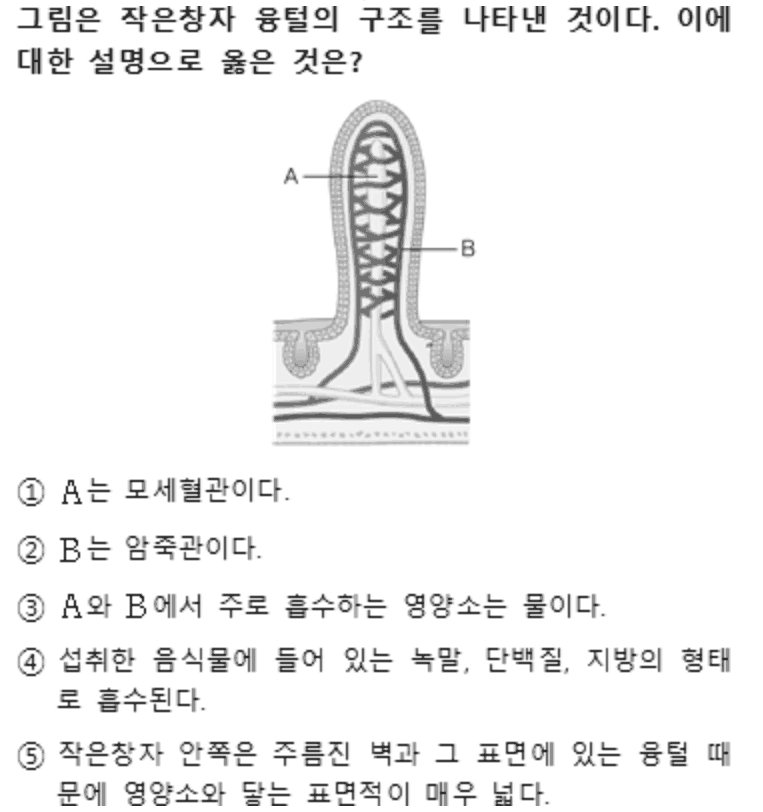 그림은 작은창자 융털의 구조를 나타낸 것이다. 이에
대한 설명으로 옳은 것은?
A
B
① A는 모세혈관이다.
② B는 암죽관이다.
③ A와 B에서 주로 흡수하는 영양소는 물이다.
④ 섭취한 음식물에 들어 있는 녹말, 단백질, 지방의 형태
로 흡수된다.
⑤ 작은창자 안쪽은 주름진 벽과 그 표면에 있는 융털 때
문에 영양소와 닿는 표면적이 매우 넓다.